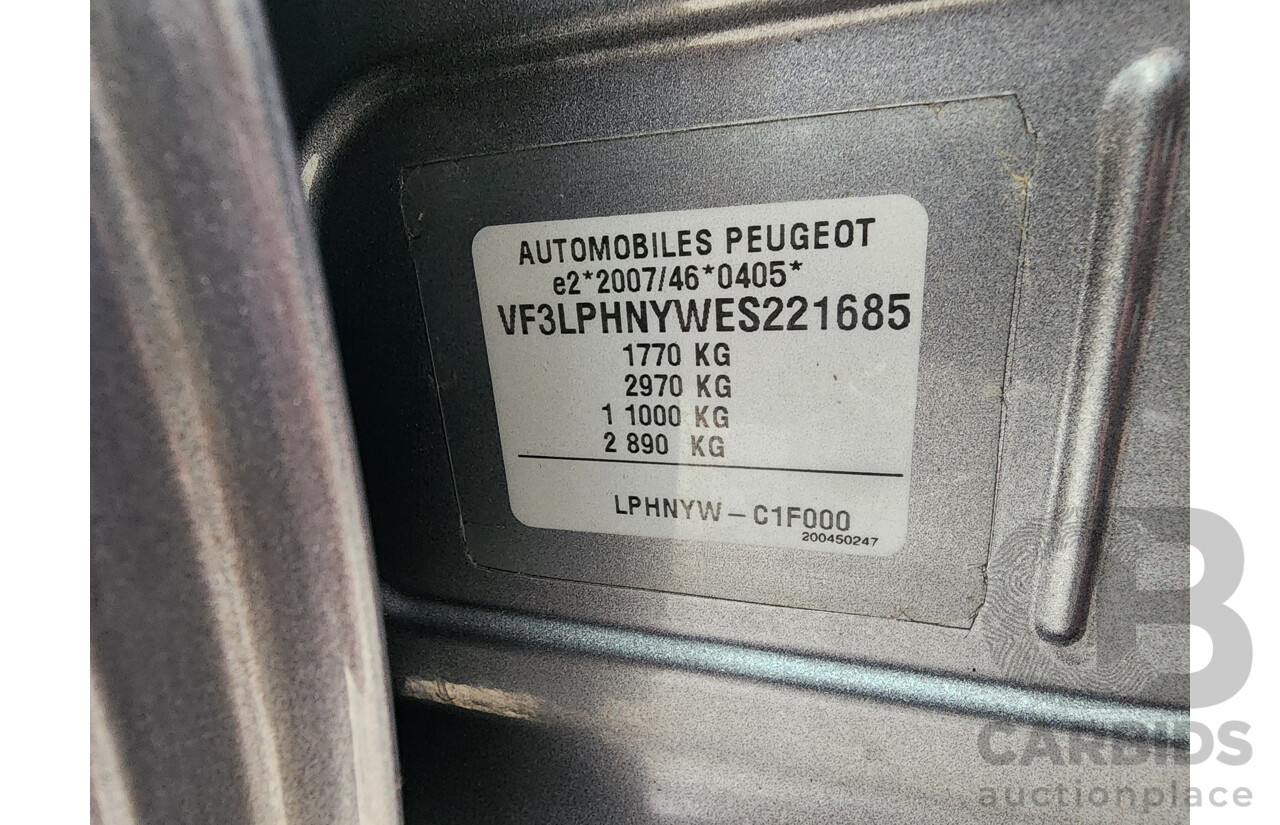 AUTOMOBILES PEUGEOT
e2*2007/46*0405*
VF3LPHNYWES221685
1770 KG
2970 KG
1 1000 KG
2 890 KG
LPHNYW - C1F000
200450247
B
CARBIDS
auctionplace